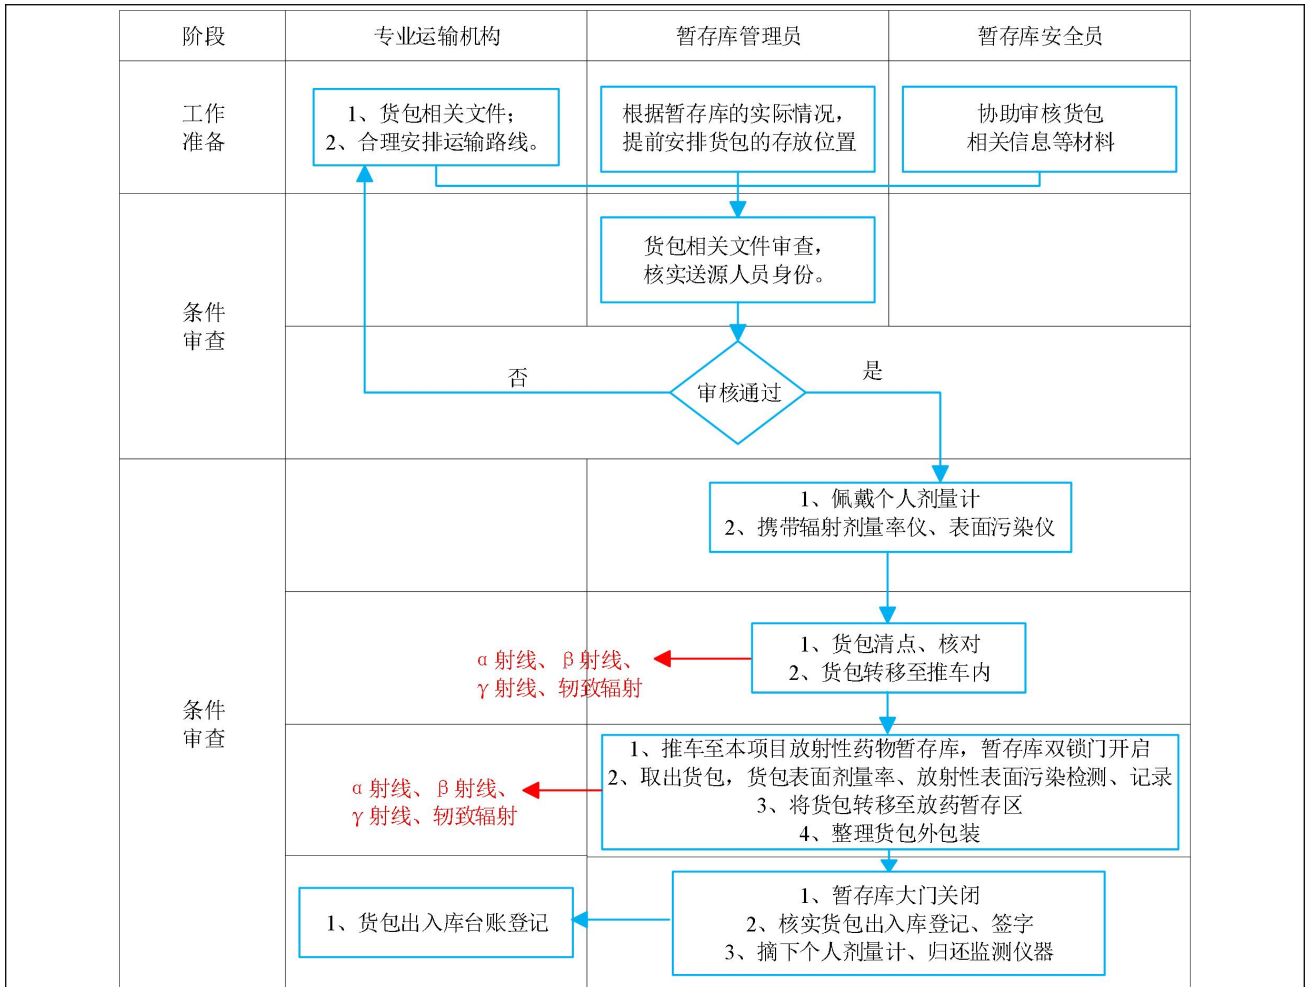 阶段
专业运输机构
暂存库管理员
暂存库安全员
工作
准备
1、货包相关文件；
2、合理安排运输路线。
根据暂存库的实际情况，
提前安排货包的存放位置
协助审核货包
相关信息等材料
条件
审查
货包相关文件审查，
核实送源人员身份。
否
审核通过
是
条件
审查
1、佩戴个人剂量计
2、携带辐射剂量率仪、表面污染仪
1、货包清点、核对
2、货包转移至推车内
α射线、β射线、
γ射线、轫致辐射
1、推车至本项目放射性药物暂存库，暂存库双锁门开启
2、取出货包，货包表面剂量率、放射性表面污染检测、记录
3、将货包转移至放药暂存区
4、整理货包外包装
α射线、β射线、
γ射线、轫致辐射
1、暂存库大门关闭
2、核实货包出入库登记、签字
3、摘下个人剂量计、归还监测仪器
1、货包出入库台账登记